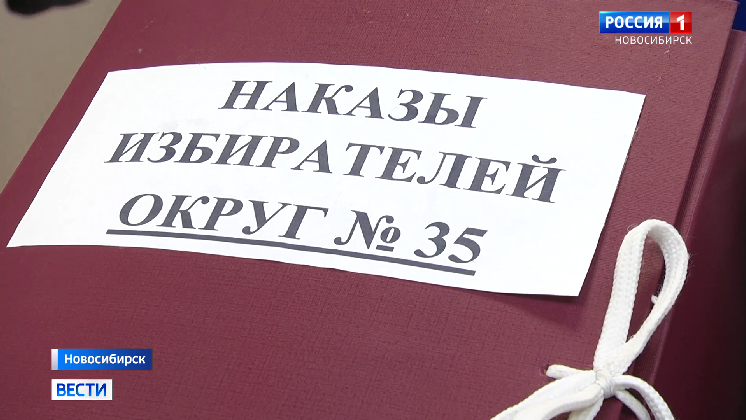 РОССИЯ 1
НОВОСИБИРСК
НАКАЗЫ
ИЗБИРАТЕЛЕЙ
ОКРУГ № 35
Новосибирск
ВЕСТИ